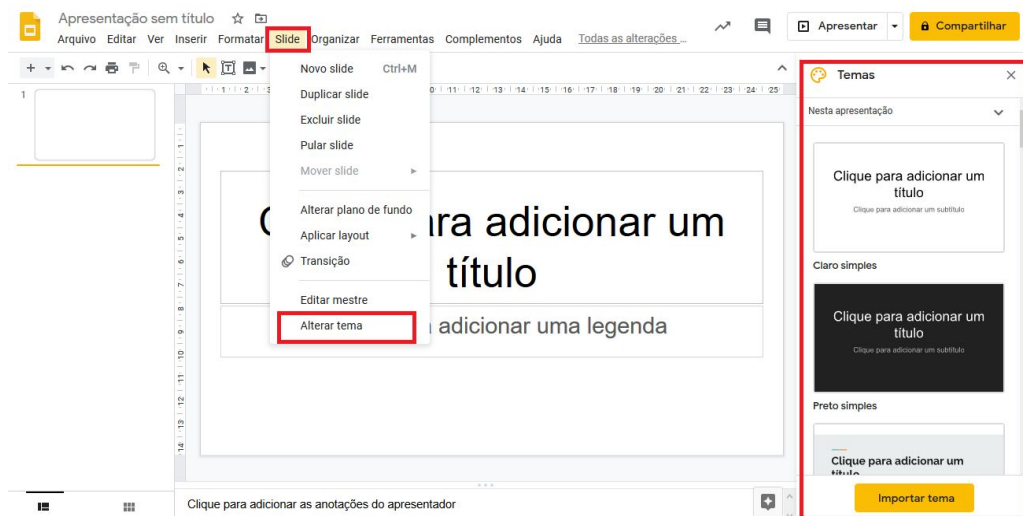 Apresentação sem título
Arquivo Editar Ver Inserir Formatar Slide Organizar Ferramentas Complementos Ajuda Todas as alterações ...
Apresentar
Compartilhar
Novo slide Ctrl+M
Duplicar slide
Excluir slide
Pular slide
Mover slide
Alterar plano de fundo
Aplicar layout
Transição
Editar mestre
Alterar tema
1
adicionar um
título
adicionar uma legenda
Clique para adicionar as anotações do apresentador
Temas
Nesta apresentação
Clique para adicionar um
título
Clique para adicionar um subtítulo
Claro simples
Clique para adicionar um
título
Clique para adicionar um subtítulo
Preto simples
Clique para adicionar um
título
Importar tema